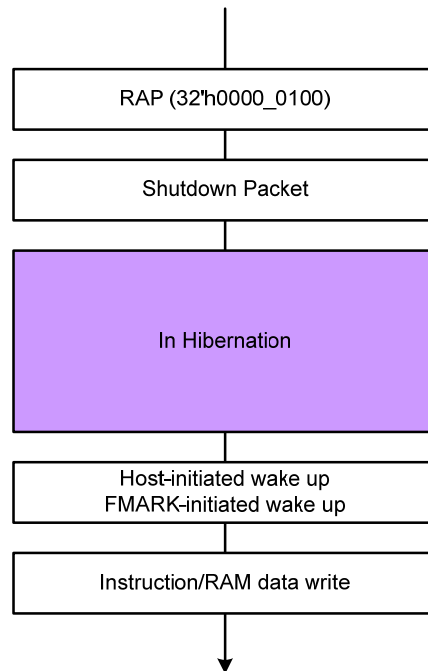 RAP (32'h0000_0100)
Shutdown Packet
In Hibernation
Host-initiated wake up
FMARK-initiated wake up
Instruction/RAM data write